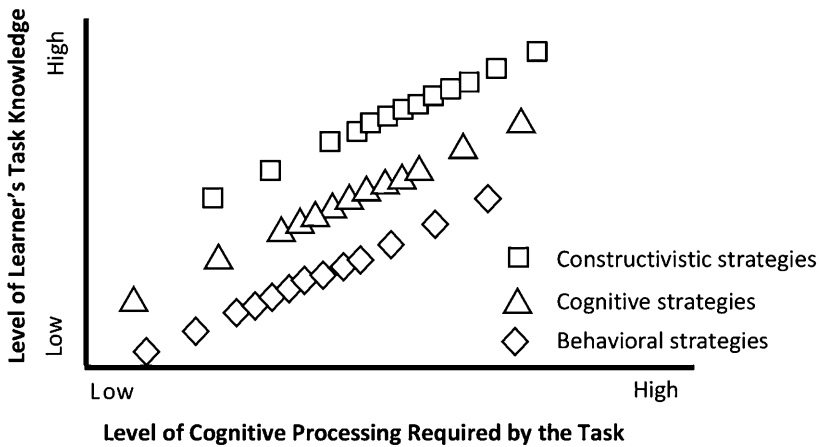 Level of Learner's Task Knowledge
High
Low
Constructivistic strategies
Cognitive strategies
Behavioral strategies
Low
High
Level of Cognitive Processing Required by the Task